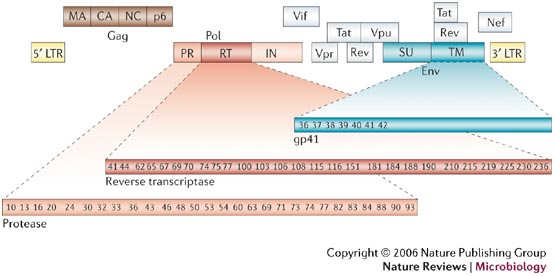 MA CA NC p6
Gag
Vif
Tat
Nef
Pol
Tat Vpu
Rev
5' LTR
PR RT IN
Vpr Rev
SU TM
3' LTR
Env
36 37 38 39 40 41 42
gp41
41 44 62 65 67 69 70 74 75 77 100 103 106 108 115 116 151 181 184 188 190 210 215 219 225 230 236
Reverse transcriptase
10 13 16 20 24 30 32 33 36 43 46 48 50 53 54 60 63 69 71 73 74 77 82 83 84 88 90 93
Protease
Copyright © 2006 Nature Publishing Group
Nature Reviews | Microbiology